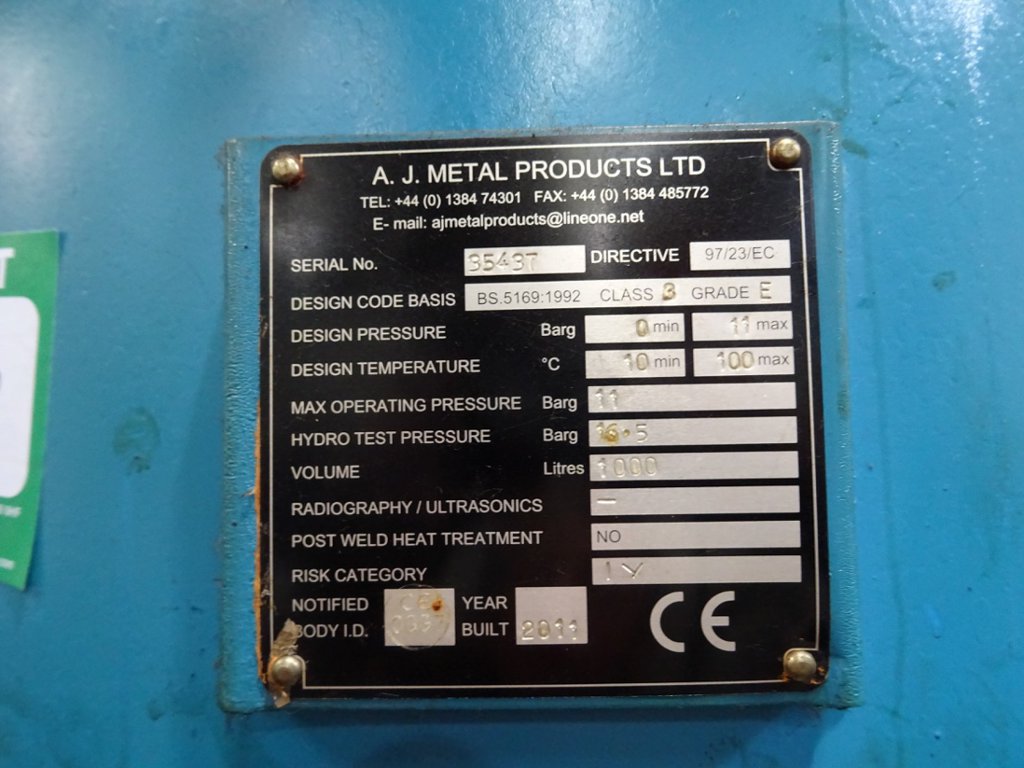 A. J. METAL PRODUCTS LTD
TEL: +44 (0) 1384 74301 FAX: +44 (0) 1384 485772
E- mail: ajmetalproducts@lineone.net
SERIAL No. 35437 DIRECTIVE 97/23/EC
DESIGN CODE BASIS BS.5169:1992 CLASS 3 GRADE E
DESIGN PRESSURE Barg 0 min 11 max
DESIGN TEMPERATURE °C 10 min 100 max
MAX OPERATING PRESSURE Barg 11
HYDRO TEST PRESSURE Barg 16.5
VOLUME Litres 1000
RADIOGRAPHY / ULTRASONICS –
POST WELD HEAT TREATMENT NO
RISK CATEGORY IV
NOTIFIED BODY I.D. YEAR BUILT 2011
CE
T